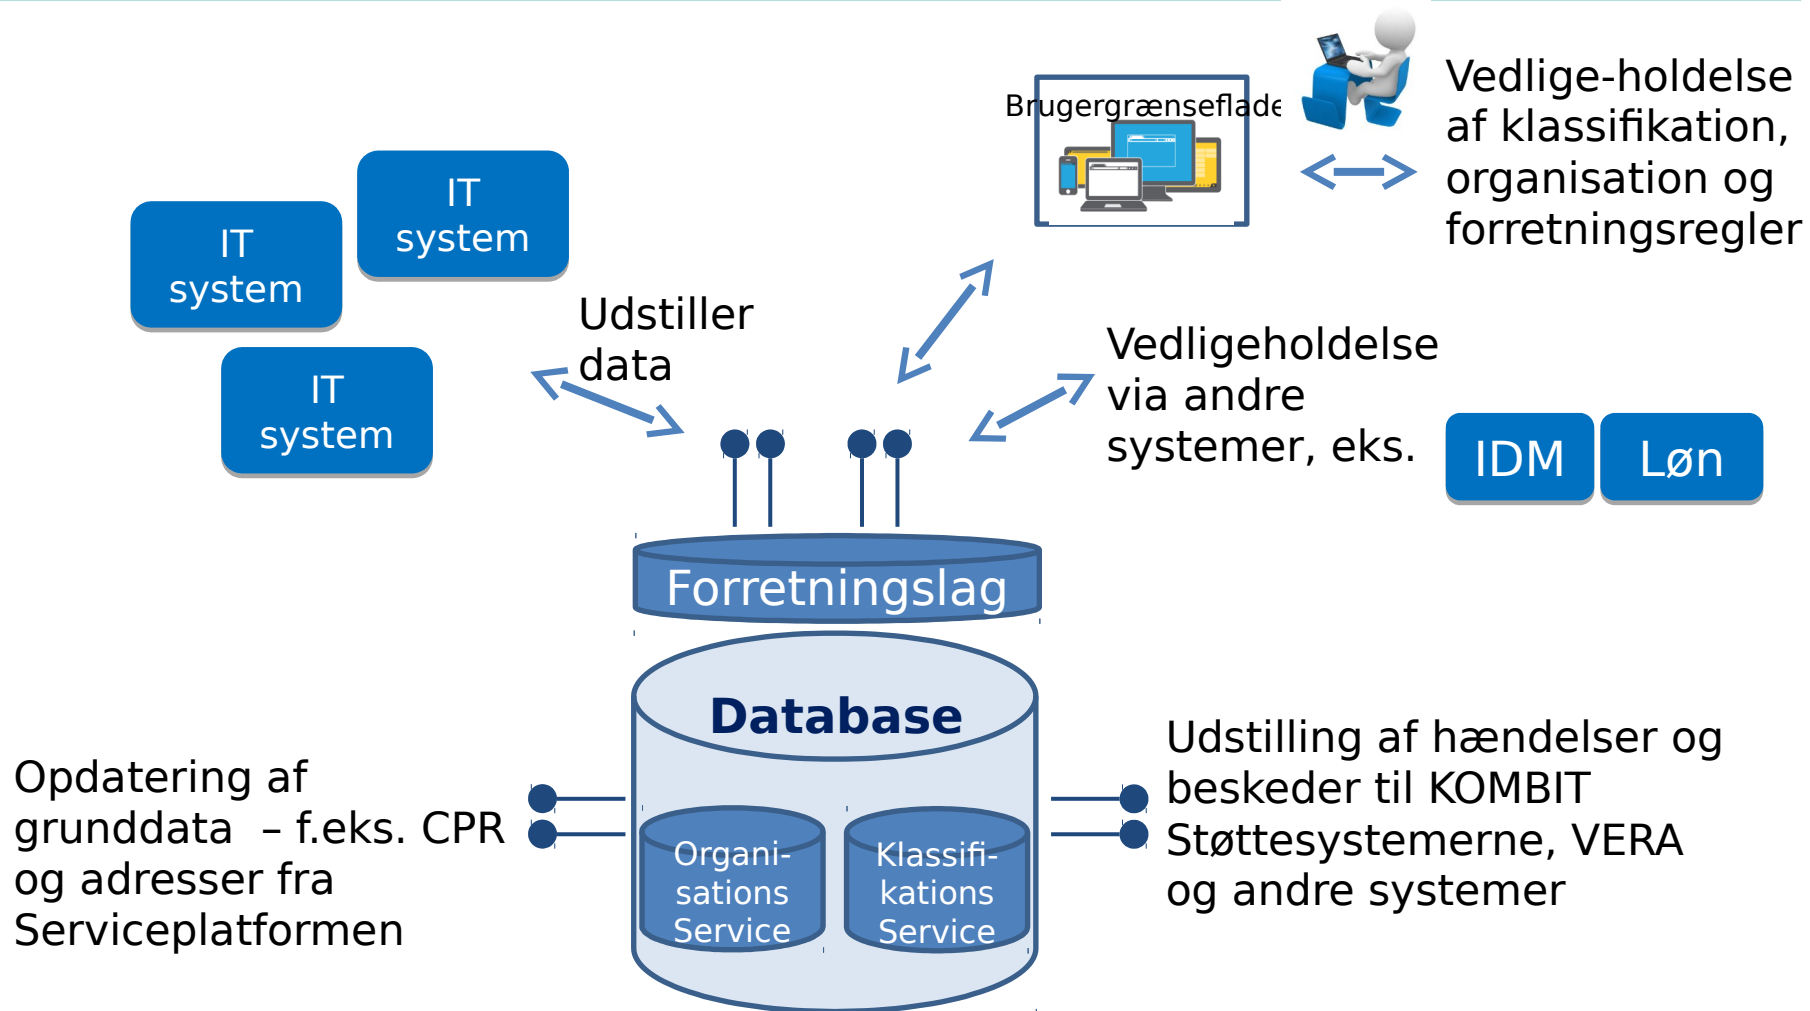 Brugergrænseflade
Vedlige-holdelse
af klassifikation,
organisation og
forretningsregler
IT
system
IT
system
IT
system
Udstiller
data
Vedligeholdelse
via andre
systemer, eks.
IDM
Løn
Forretningslag
Database
Organi-
sations
Service
Klassifi-
kations
Service
Opdatering af
grunddata  – f.eks. CPR
og adresser fra
Serviceplatformen
Udstilling af hændelser og
beskeder til KOMBIT
Støttesystemerne, VERA
og andre systemer